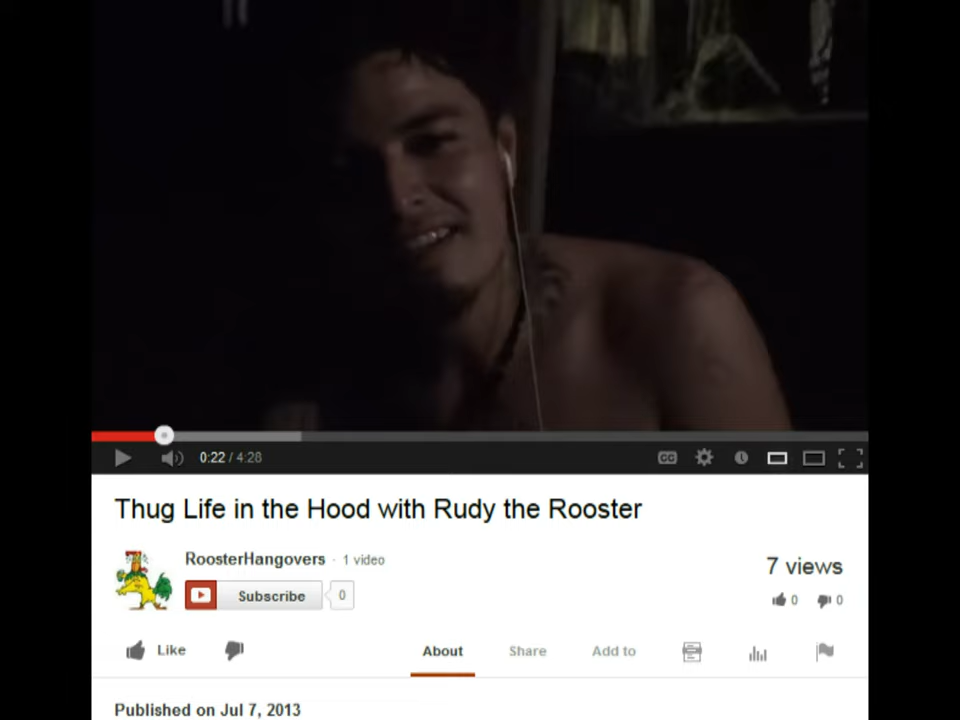 0:22 / 4:28
CC
Thug Life in the Hood with Rudy the Rooster
RoosterHangovers · 1 video
7 views
Subscribe 0
0 0
Like
About Share Add to
Published on Jul 7, 2013